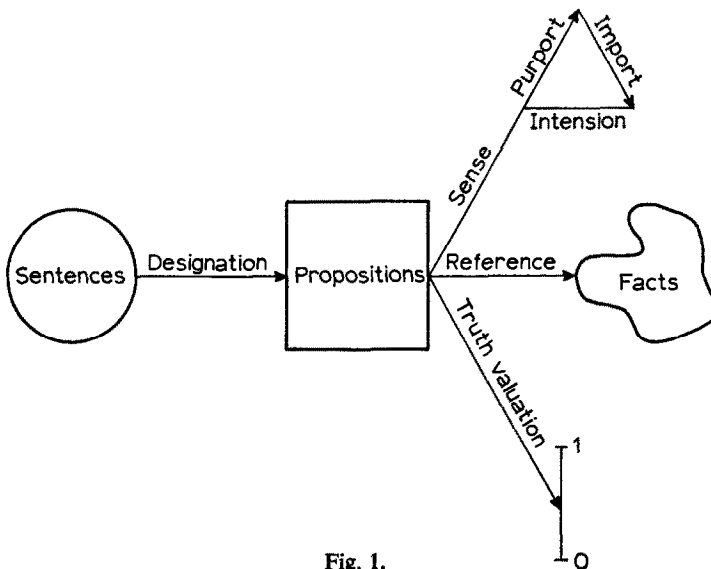 Purport
Import
Intension
Sense
Sentences
Designation
Propositions
Reference
Facts
Truth valuation
1
0
Fig. 1.